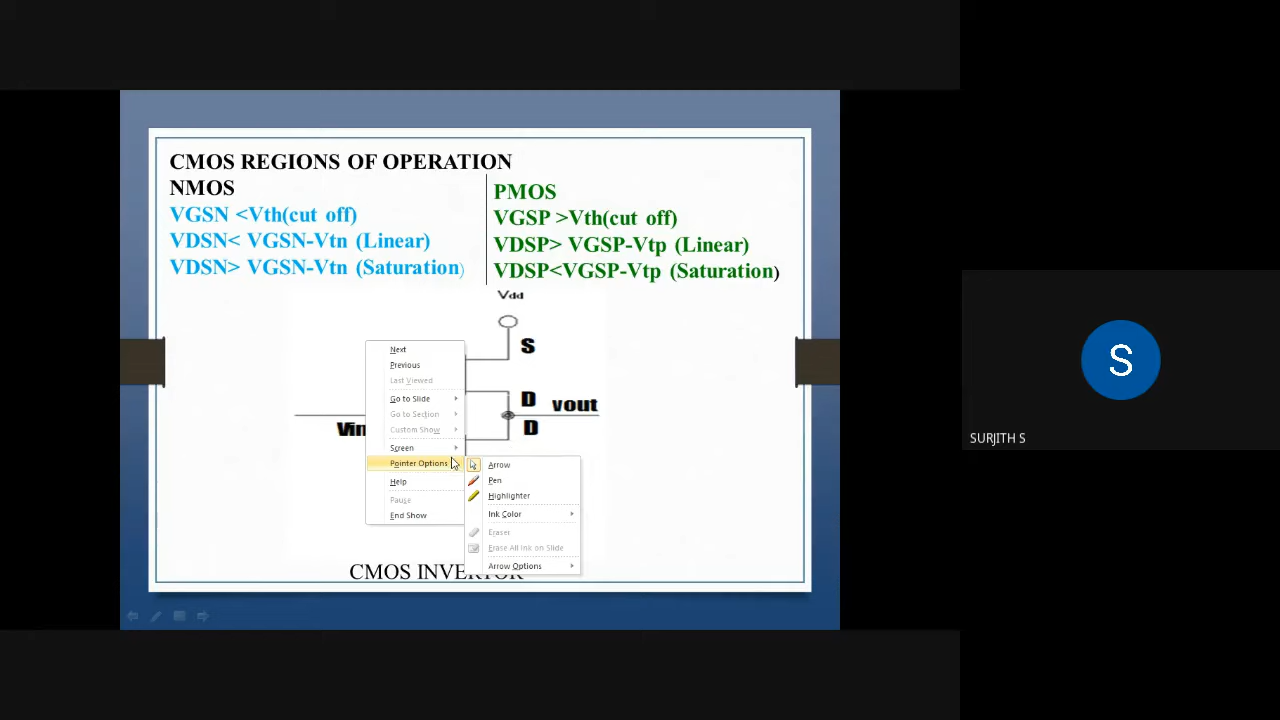 CMOS REGIONS OF OPERATION
NMOS
VGSN <Vth(cut off)
VDSN< VGSN-Vtn (Linear)
VDSN> VGSN-Vtn (Saturation)
PMOS
VGSP >Vth(cut off)
VDSP> VGSP-Vtp (Linear)
VDSP<VGSP-Vtp (Saturation)
Vdd
S
D
vout
D
Vin
Next
Previous
Last Viewed
Go to Slide
Go to Section
Custom Show
Screen
Pointer Options
Help
Pause
End Show
Arrow
Pen
Highlighter
Ink Color
Eraser
Erase All Ink on Slide
Arrow Options
CMOS INVERTOR
S
SURJITH S